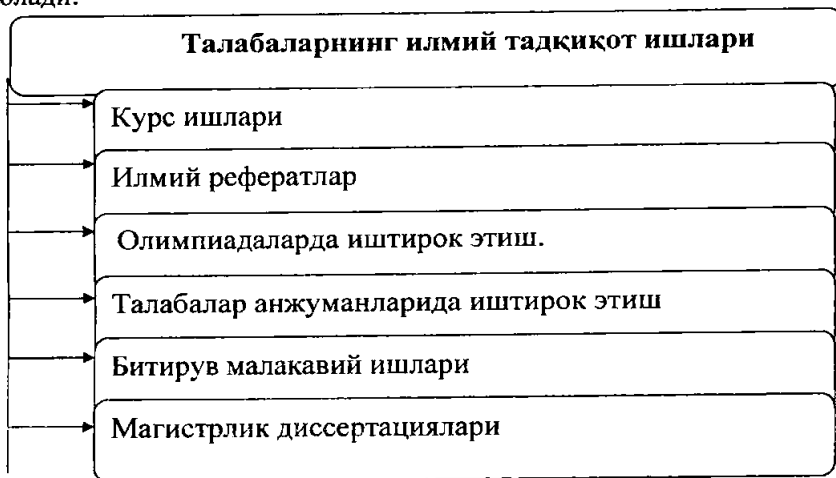 Талабаларнинг илмий тадқиқот ишлари
Курс ишлари
Илмий рефератлар
Олимпиадаларда иштирок этиш.
Талабалар анжуманларида иштирок этиш
Битирув малакавий ишлари
Магистрлик диссертациялари